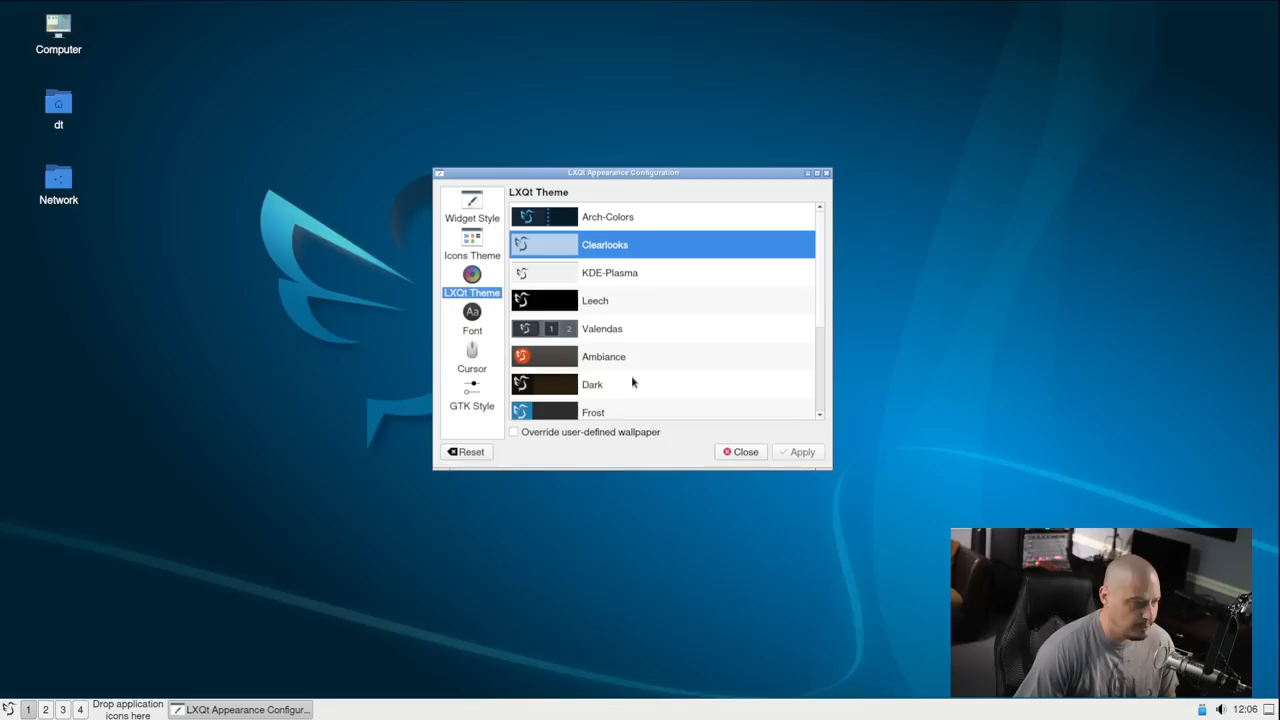 Computer
dt
Network
LXQt Appearance Configuration
Widget Style
Icons Theme
LXQt Theme
Font
Cursor
GTK Style
LXQt Theme
Arch-Colors
Clearlooks
KDE-Plasma
Leech
1 2
Valendas
Ambiance
Dark
Frost
Override user-defined wallpaper
Reset
Close
Apply
1
2
3
4
Drop application
icons here
LXQt Appearance Configur...
12:06